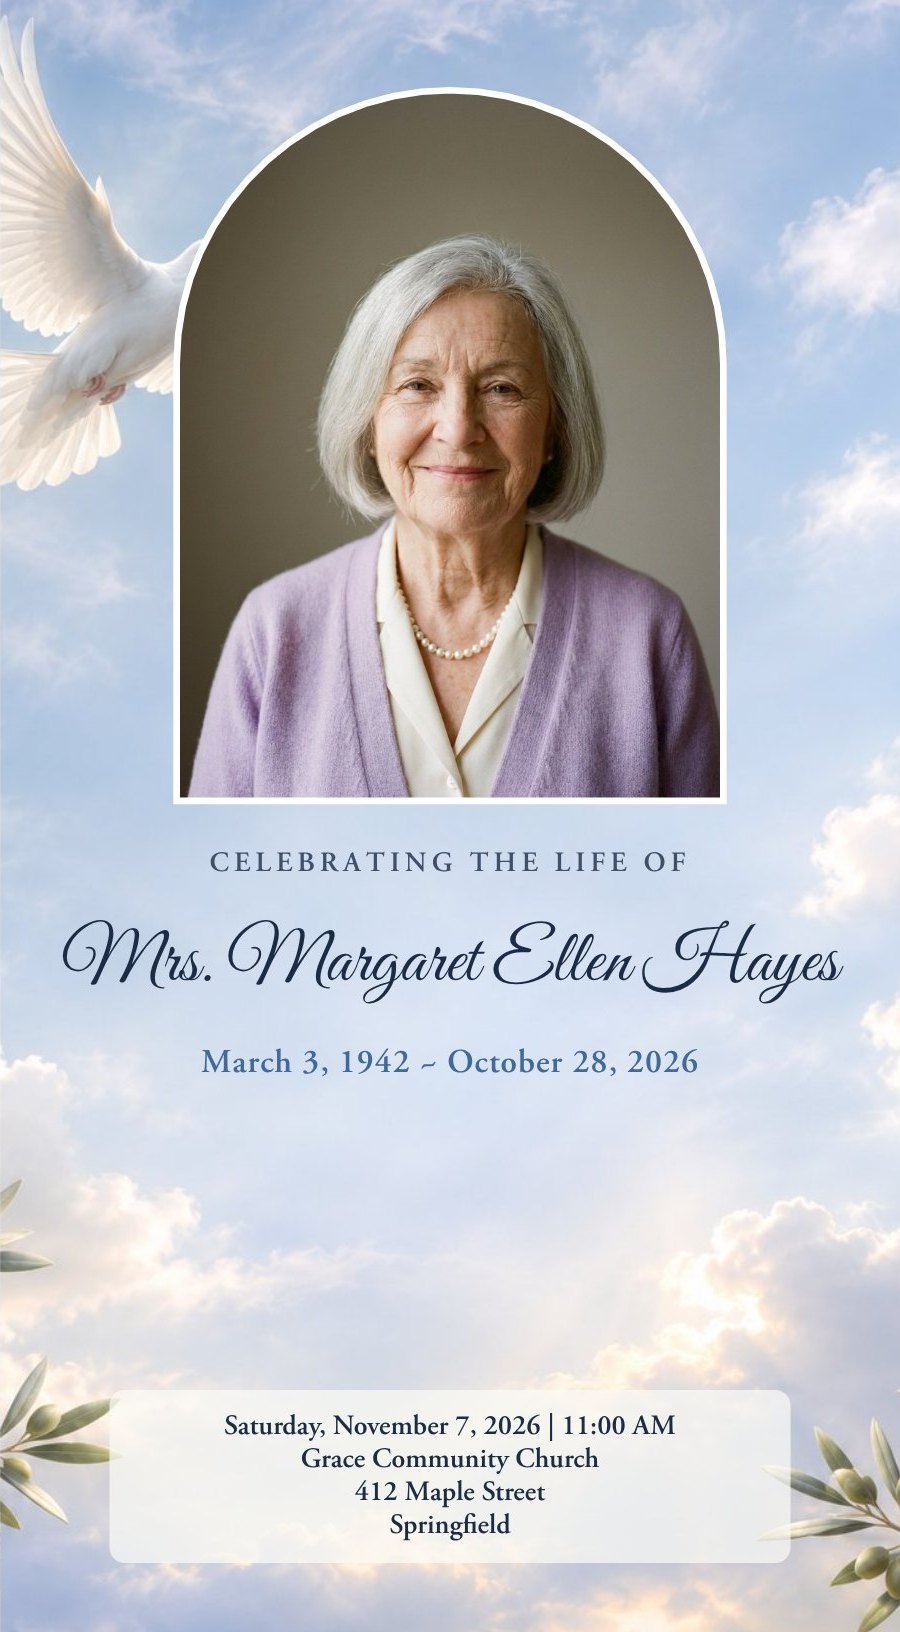 CELEBRATING THE LIFE OF
Mrs. Margaret Ellen Hayes
March 3, 1942 ~ October 28, 2026
Saturday, November 7, 2026 | 11:00 AM
Grace Community Church
412 Maple Street
Springfield